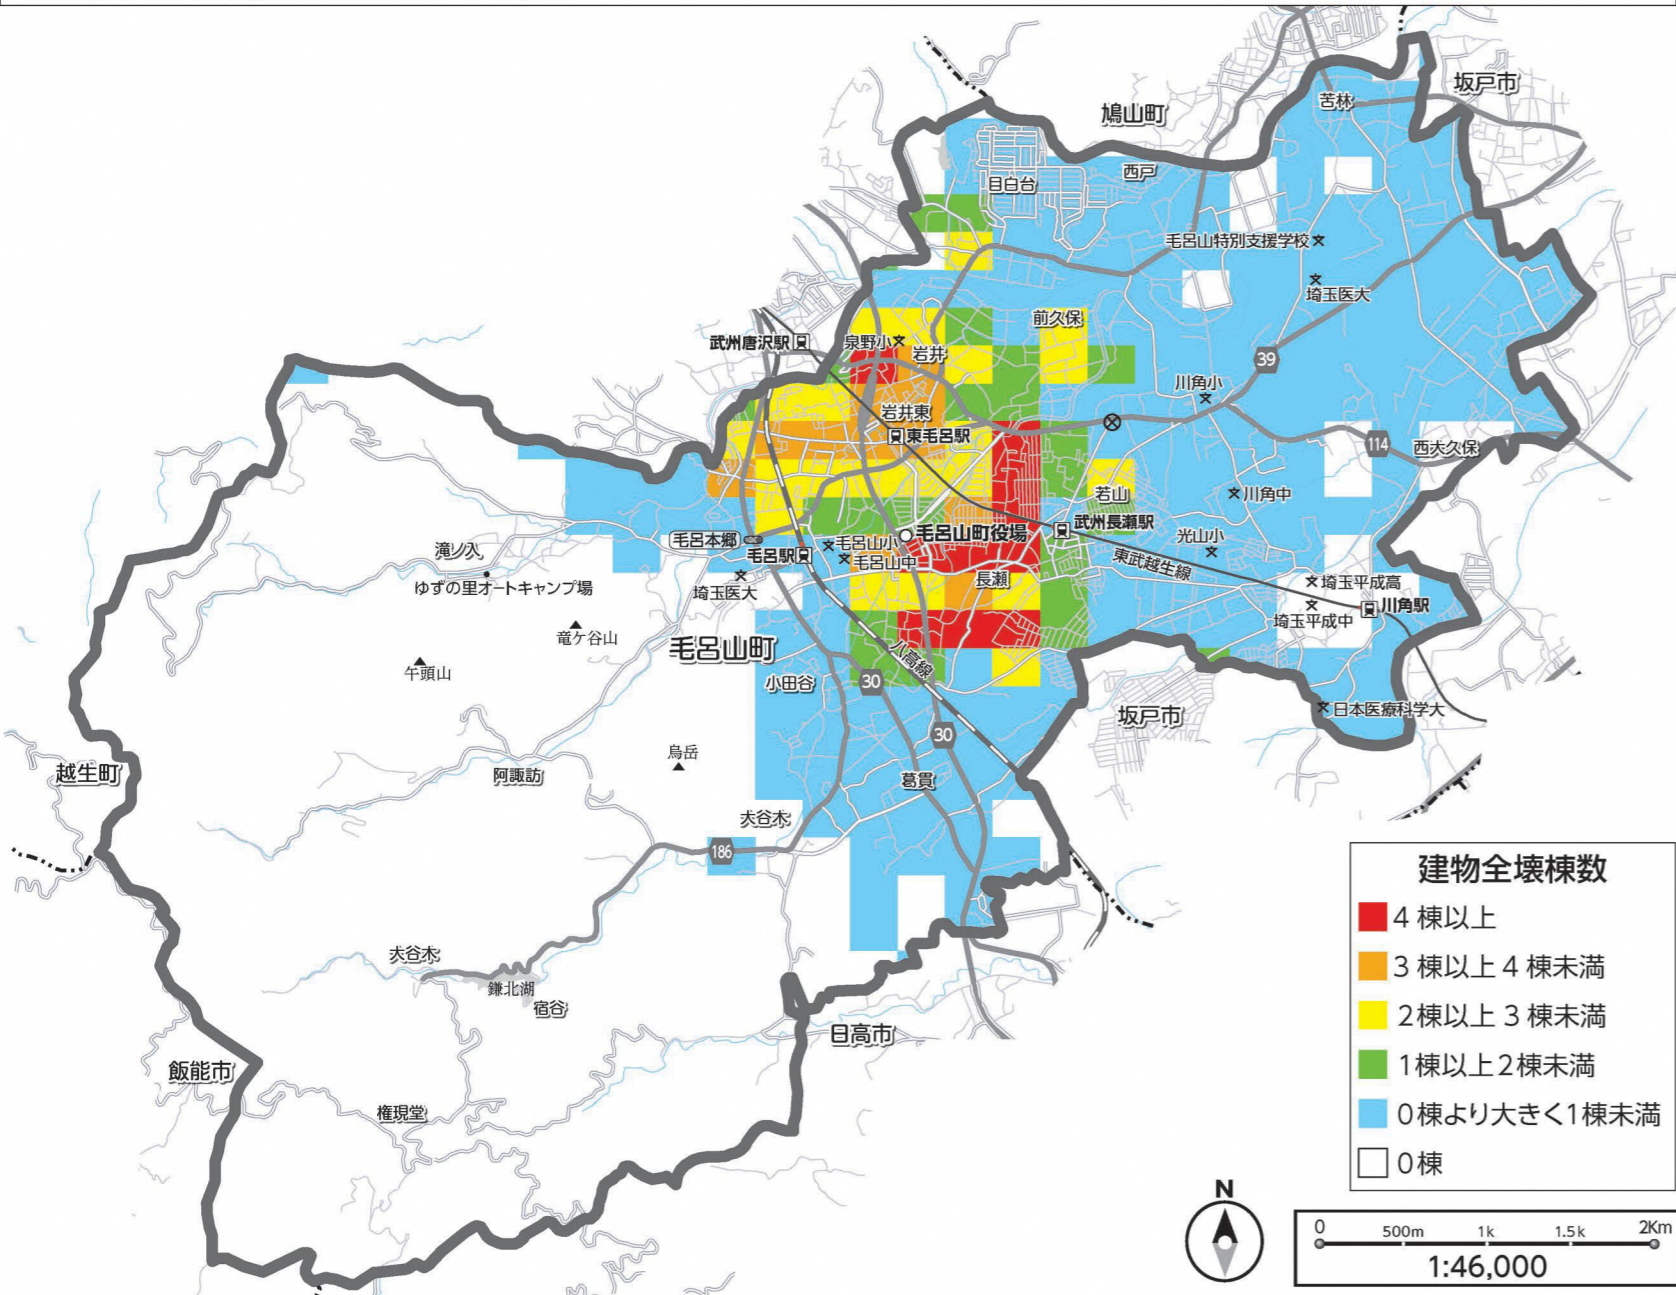 坂戸市
鳩山町
苦林
西戸
目白台
毛呂山特別支援学校
埼玉医大
前久保
武州唐沢駅
泉野小
岩井
39
川角小
岩井東
東毛呂駅
114
西大久保
若山
川角中
武州長瀬駅
毛呂山町役場
光山小
毛呂本郷
毛呂山小
滝ノ入
毛呂駅
毛呂山中
東武越生線
長瀬
埼玉平成高
ゆずの里オートキャンプ場
埼玉医大
川角駅
埼玉平成中
竜ケ谷山
毛呂山町
八高線
午頭山
小田谷
30
日本医療科学大
坂戸市
30
烏岳
越生町
阿諏訪
葛貫
大谷木
186
建物全壊棟数
4棟以上
3棟以上4棟未満
2棟以上3棟未満
1棟以上2棟未満
0棟より大きく1棟未満
0棟
大谷木
鎌北湖
宿谷
日高市
飯能市
権現堂
N
0 500m 1k 1.5k 2Km
1:46,000